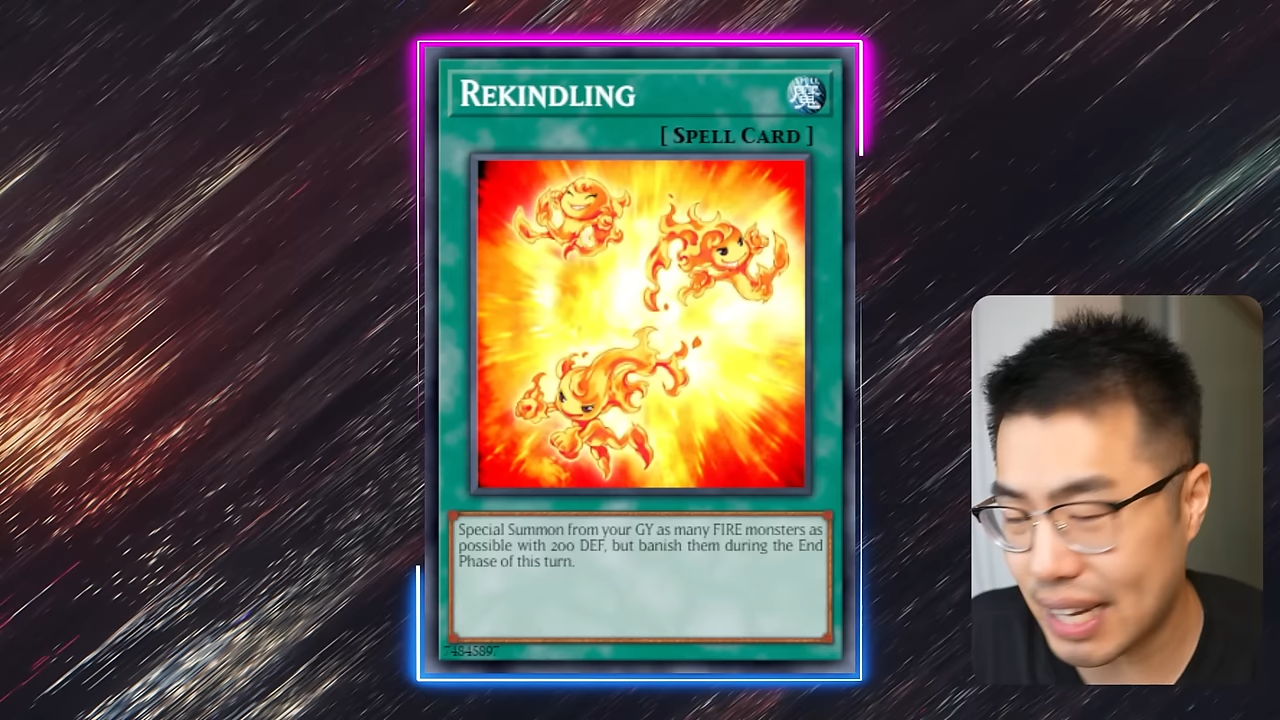 REKINDLING
SPELL
魔
[ SPELL CARD ]
Special Summon from your GY as many FIRE monsters as
possible with 200 DEF, but banish them during the End
Phase of this turn.
74845897